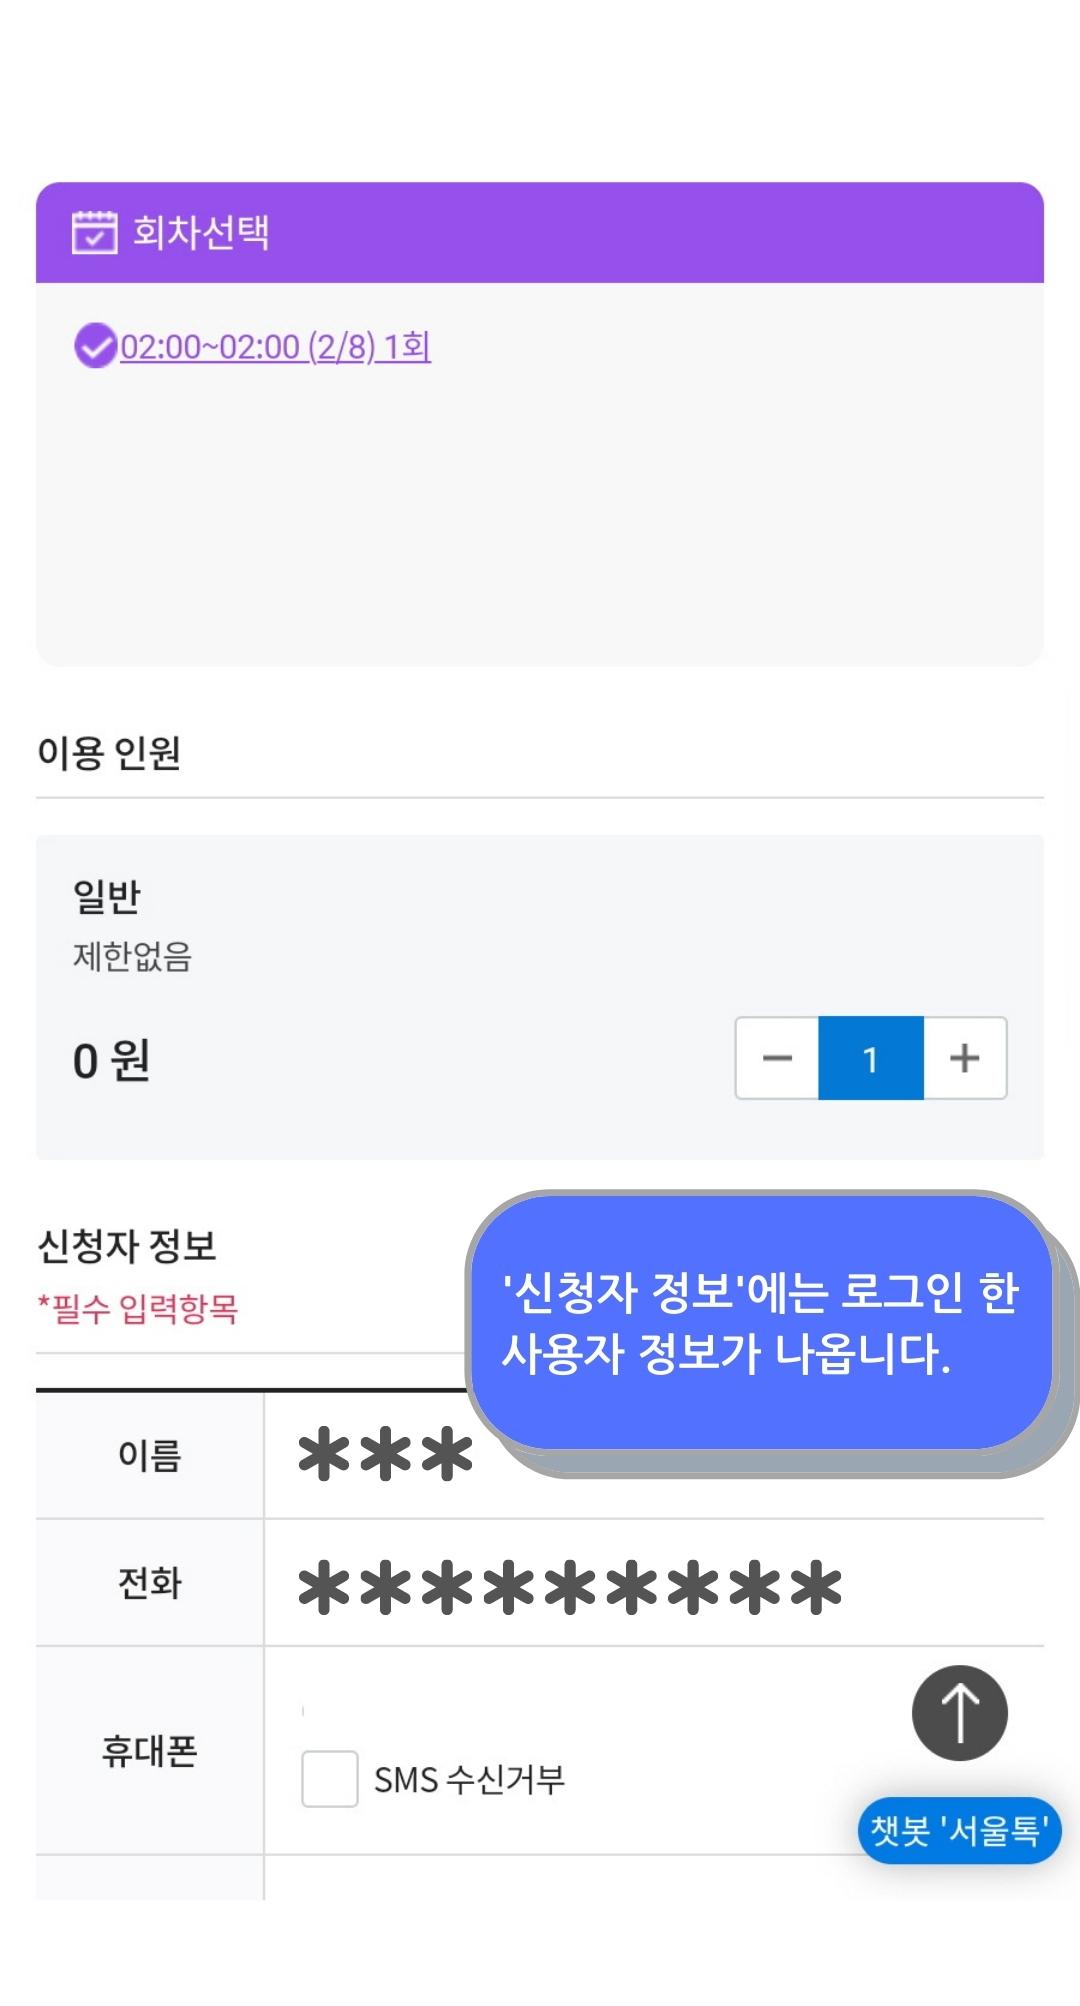 회차선택
02:00~02:00 (2/8) 1회
이용 인원
일반
제한없음
0 원
− 1 +
신청자 정보
*필수 입력항목
'신청자 정보'에는 로그인 한
사용자 정보가 나옵니다.
이름
***
전화
*********
휴대폰
SMS 수신거부
챗봇 '서울톡'